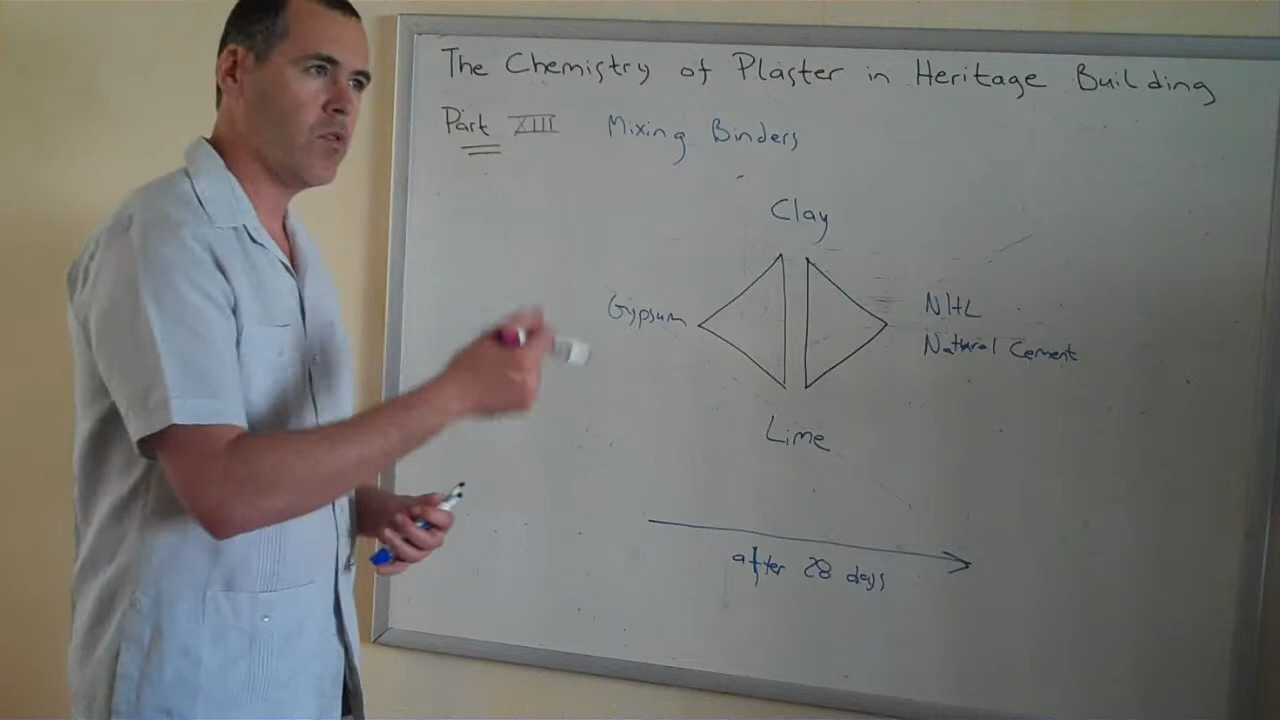 The Chemistry of Plaster in Heritage Building
Part XIII Mixing Binders
Clay
Gypsum
NHL
Natural Cement
Lime
after 28 days